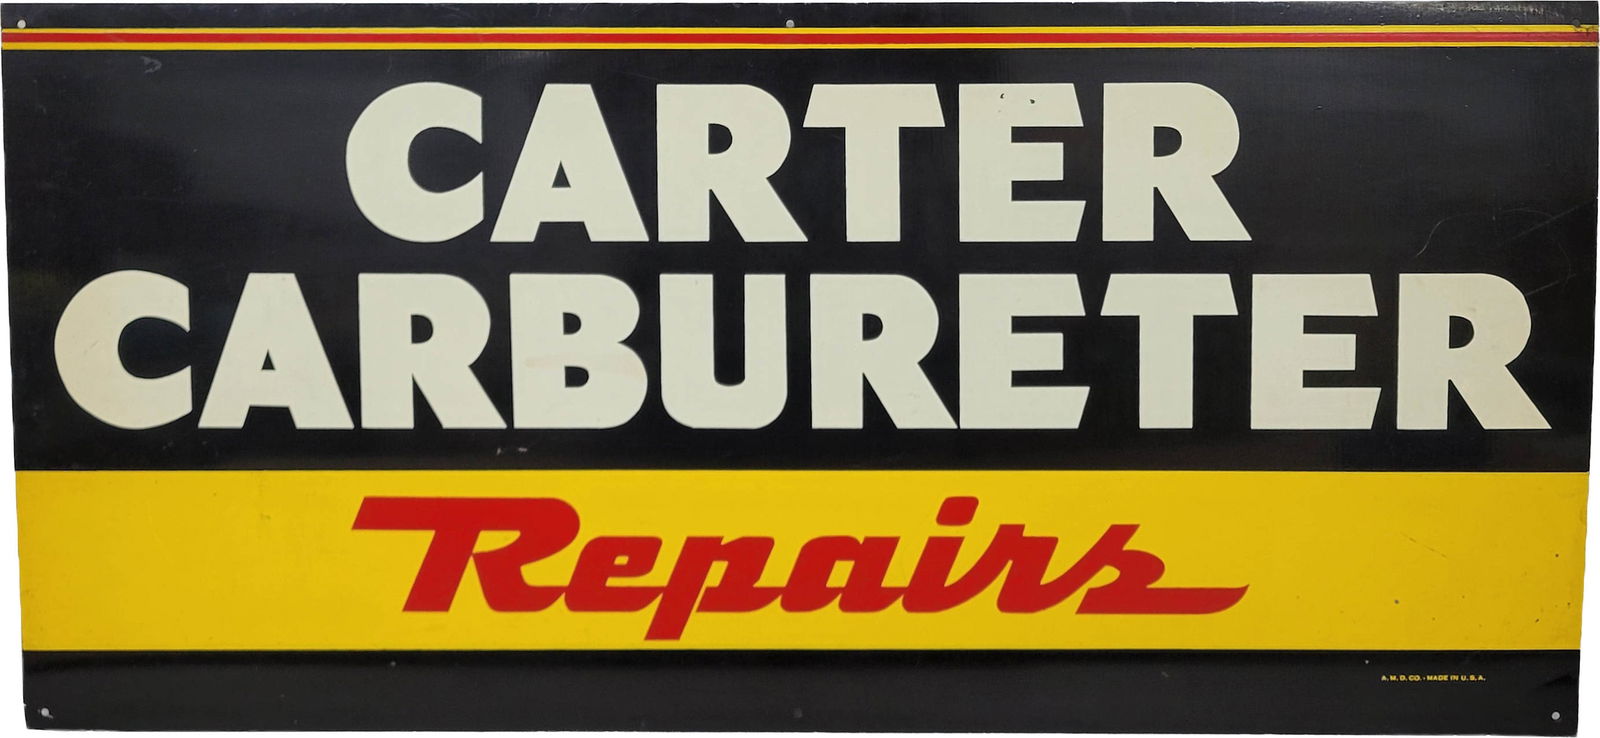 CARTER
CARBURETER
Repairs
A.M.D.CO. - MADE IN U.S.A.